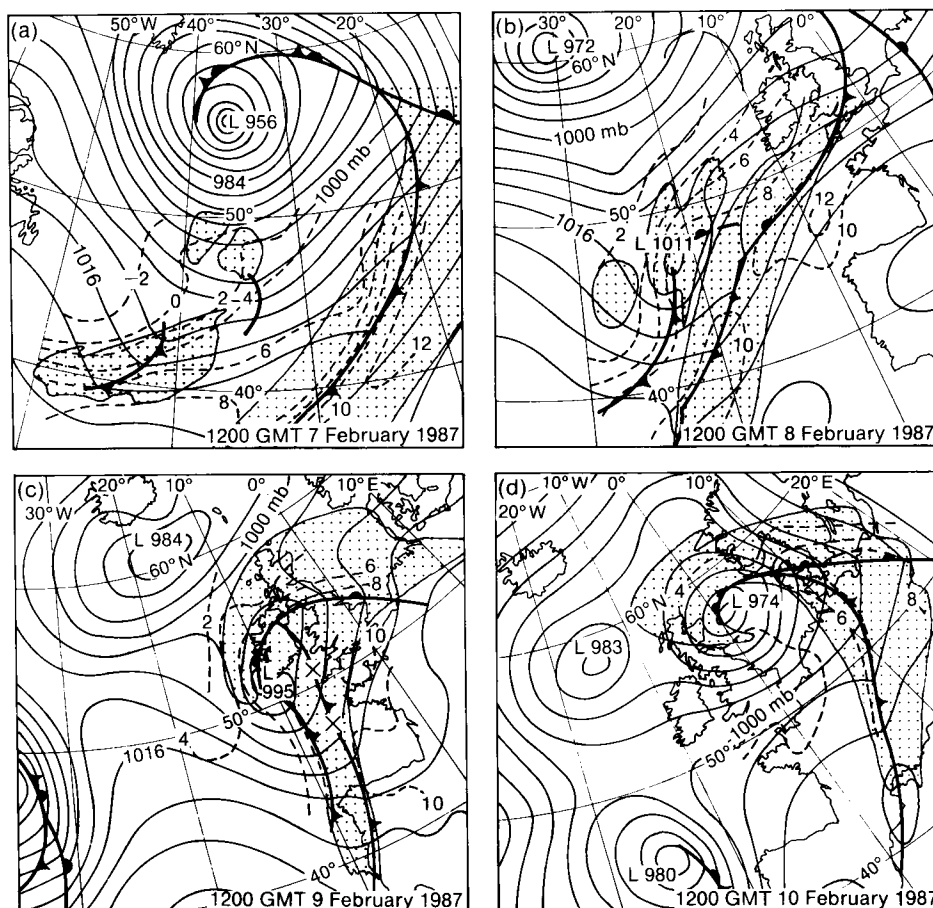 (a)
50°W
40°
30°
20°
60°N
L 956
984
1000 mb
50°
1016
-2
0
2
-4
6
12
40°
8
10
1200 GMT 7 February 1987
(b)
30°
20°
10°
0°
L 972
60°N
1000 mb
4
6
8
50°
12
1016
2
L 1011
10
10
40°
1200 GMT 8 February 1987
(c)
20°
10°
0°
10°E
30°W
L 984
1000 mb
60°N
6
8
2
10
L
995
50°
1016
4
10
40°
1200 GMT 9 February 1987
(d)
10°W
0°
20°E
20°W
4
L 974
8
60°N
L 983
6
50°
1000 mb
L 980
40°
1200 GMT 10 February 1987